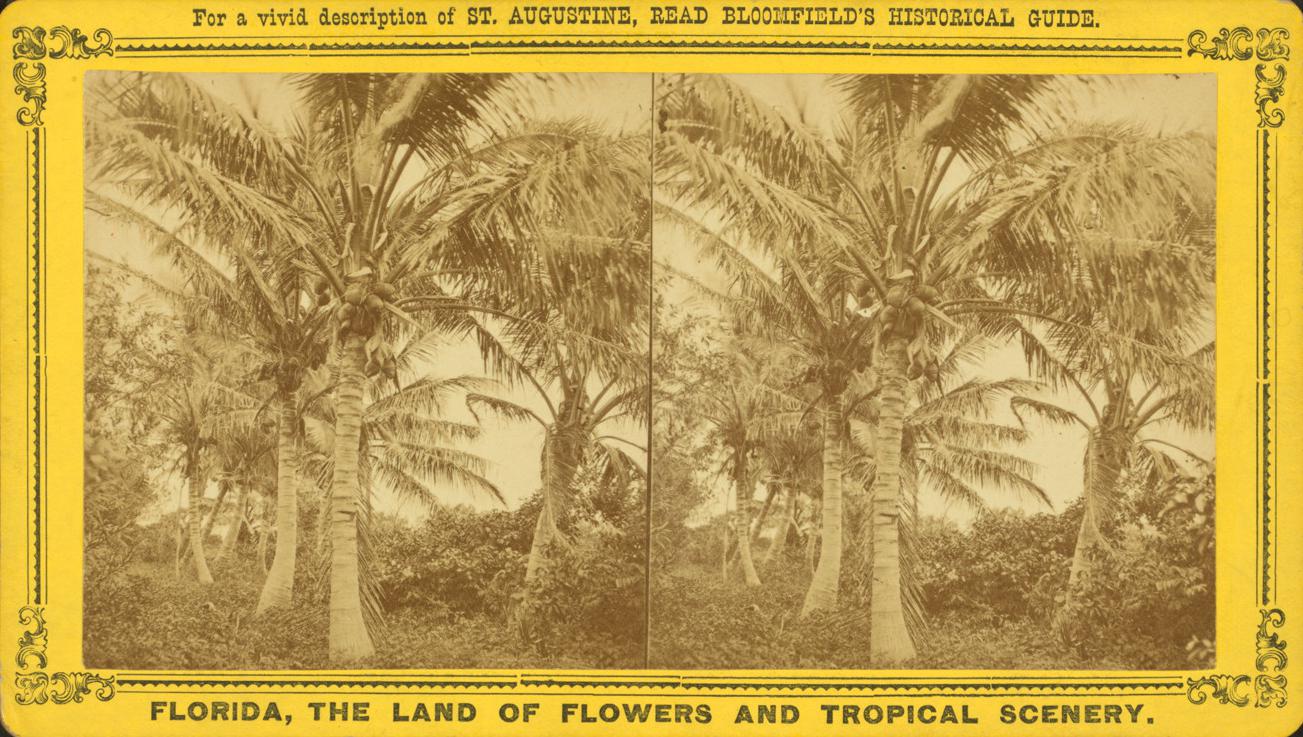 For a vivid description of ST. AUGUSTINE, READ BLOOMFIELD'S HISTORICAL GUIDE.
FLORIDA, THE LAND OF FLOWERS AND TROPICAL SCENERY.